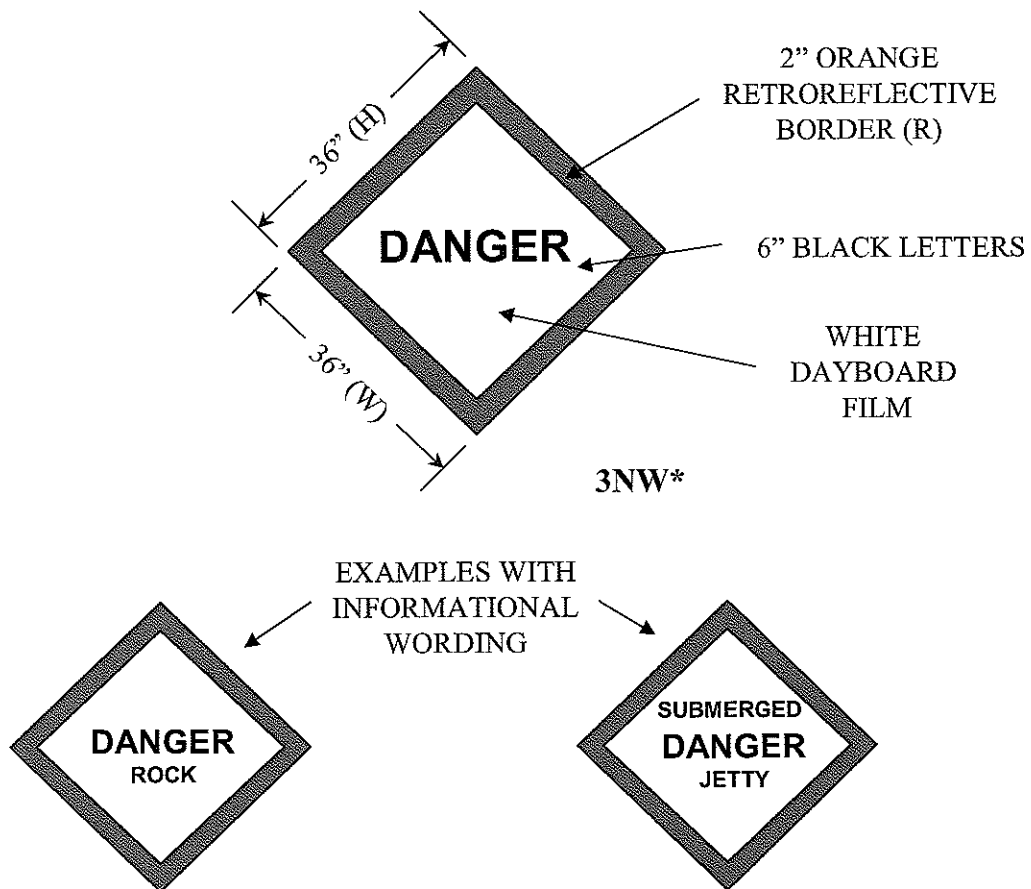 36” (H)
2” ORANGE
RETROREFLECTIVE
BORDER (R)
DANGER
6” BLACK LETTERS
36” (W)
WHITE
DAYBOARD
FILM
3NW*
EXAMPLES WITH
INFORMATIONAL
WORDING
DANGER
ROCK
SUBMERGED
DANGER
JETTY